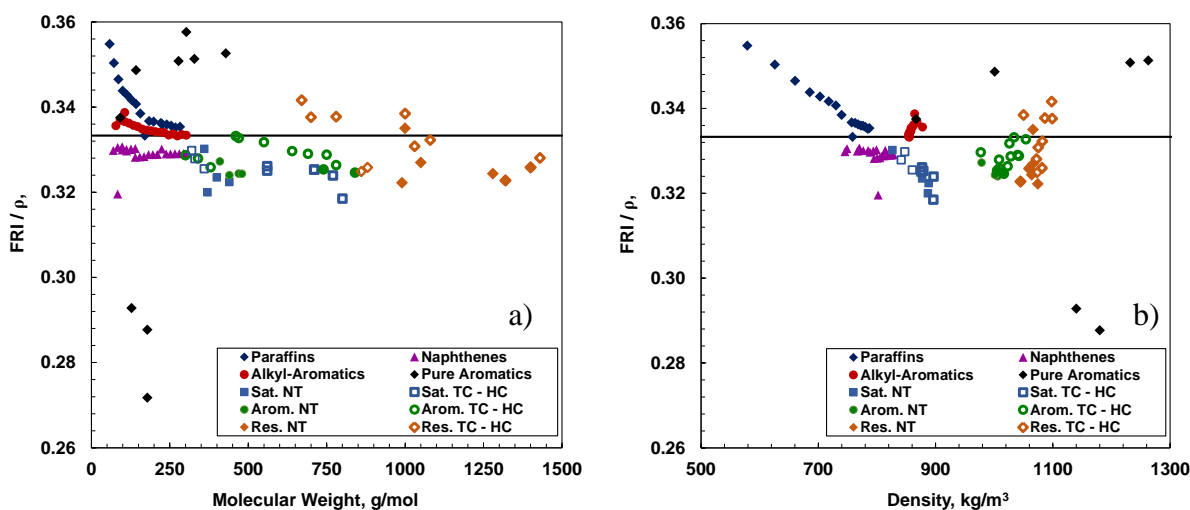 0.36
0.34
0.32
0.30
0.28
0.26
FRI / ρ,
0 250 500 750 1000 1250 1500
Molecular Weight, g/mol
a)
Paraffins Naphthenes
Alkyl-Aromatics Pure Aromatics
Sat. NT Sat. TC - HC
Arom. NT Arom. TC - HC
Res. NT Res. TC - HC
0.36
0.34
0.32
0.30
0.28
0.26
FRI / ρ,
500 700 900 1100 1300
Density, kg/m³
b)
Paraffins Naphthenes
Alkyl-Aromatics Pure Aromatics
Sat. NT Sat. TC - HC
Arom. NT Arom. TC - HC
Res. NT Res. TC - HC